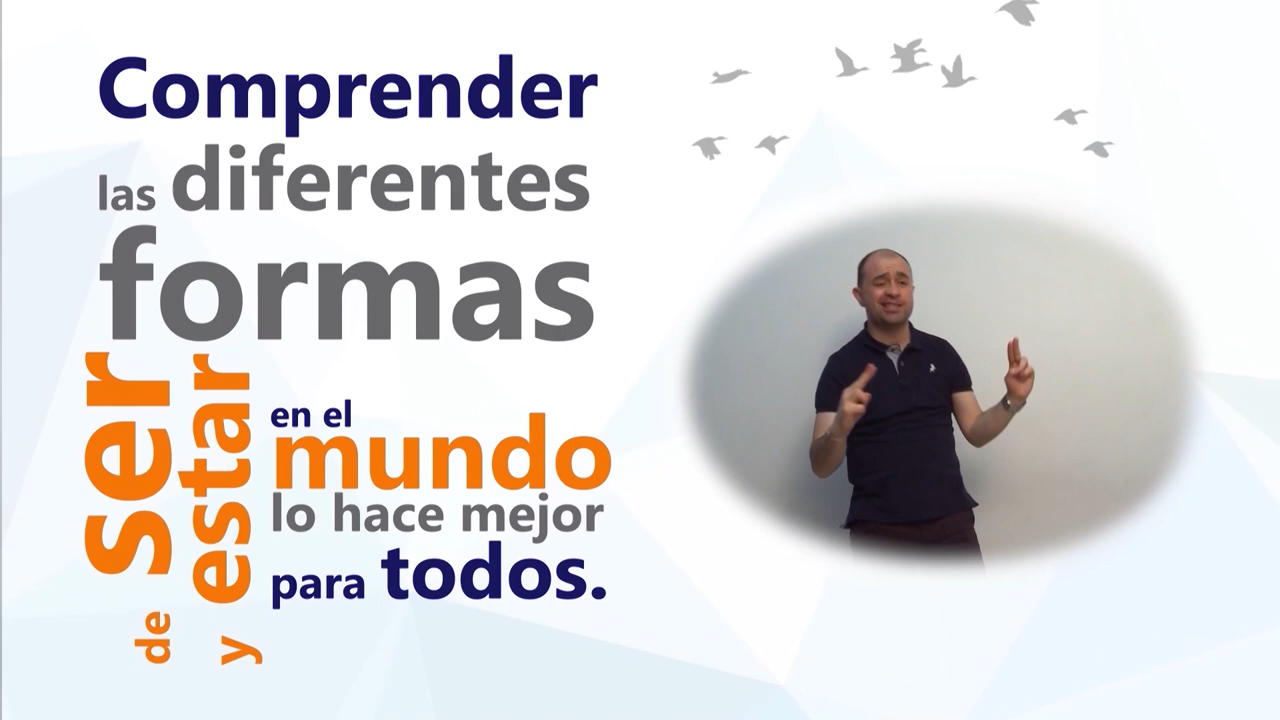 Comprender
las diferentes
formas
de ser
y estar
en el
mundo
lo hace mejor
para todos.